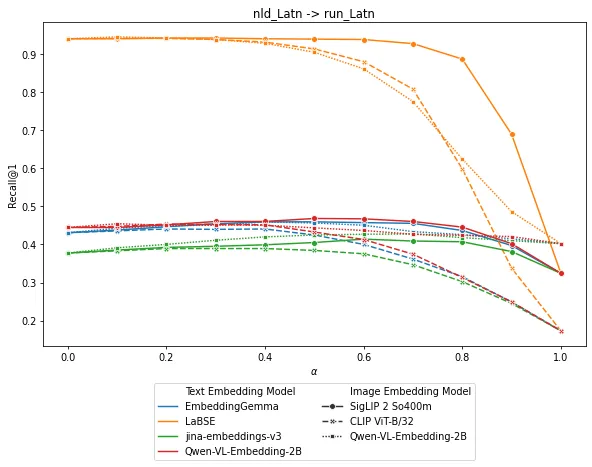 nld_Latn -> run_Latn
Recall@1
0.9
0.8
0.7
0.6
0.5
0.4
0.3
0.2
0.0 0.2 0.4 0.6 0.8 1.0
α
Text Embedding Model Image Embedding Model
EmbeddingGemma SigLIP 2 So400m
LaBSE CLIP ViT-B/32
jina-embeddings-v3 Qwen-VL-Embedding-2B
Qwen-VL-Embedding-2B